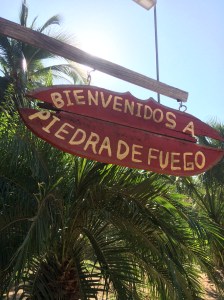 BIENVENIDOS A
PIEDRA DE FUEGO